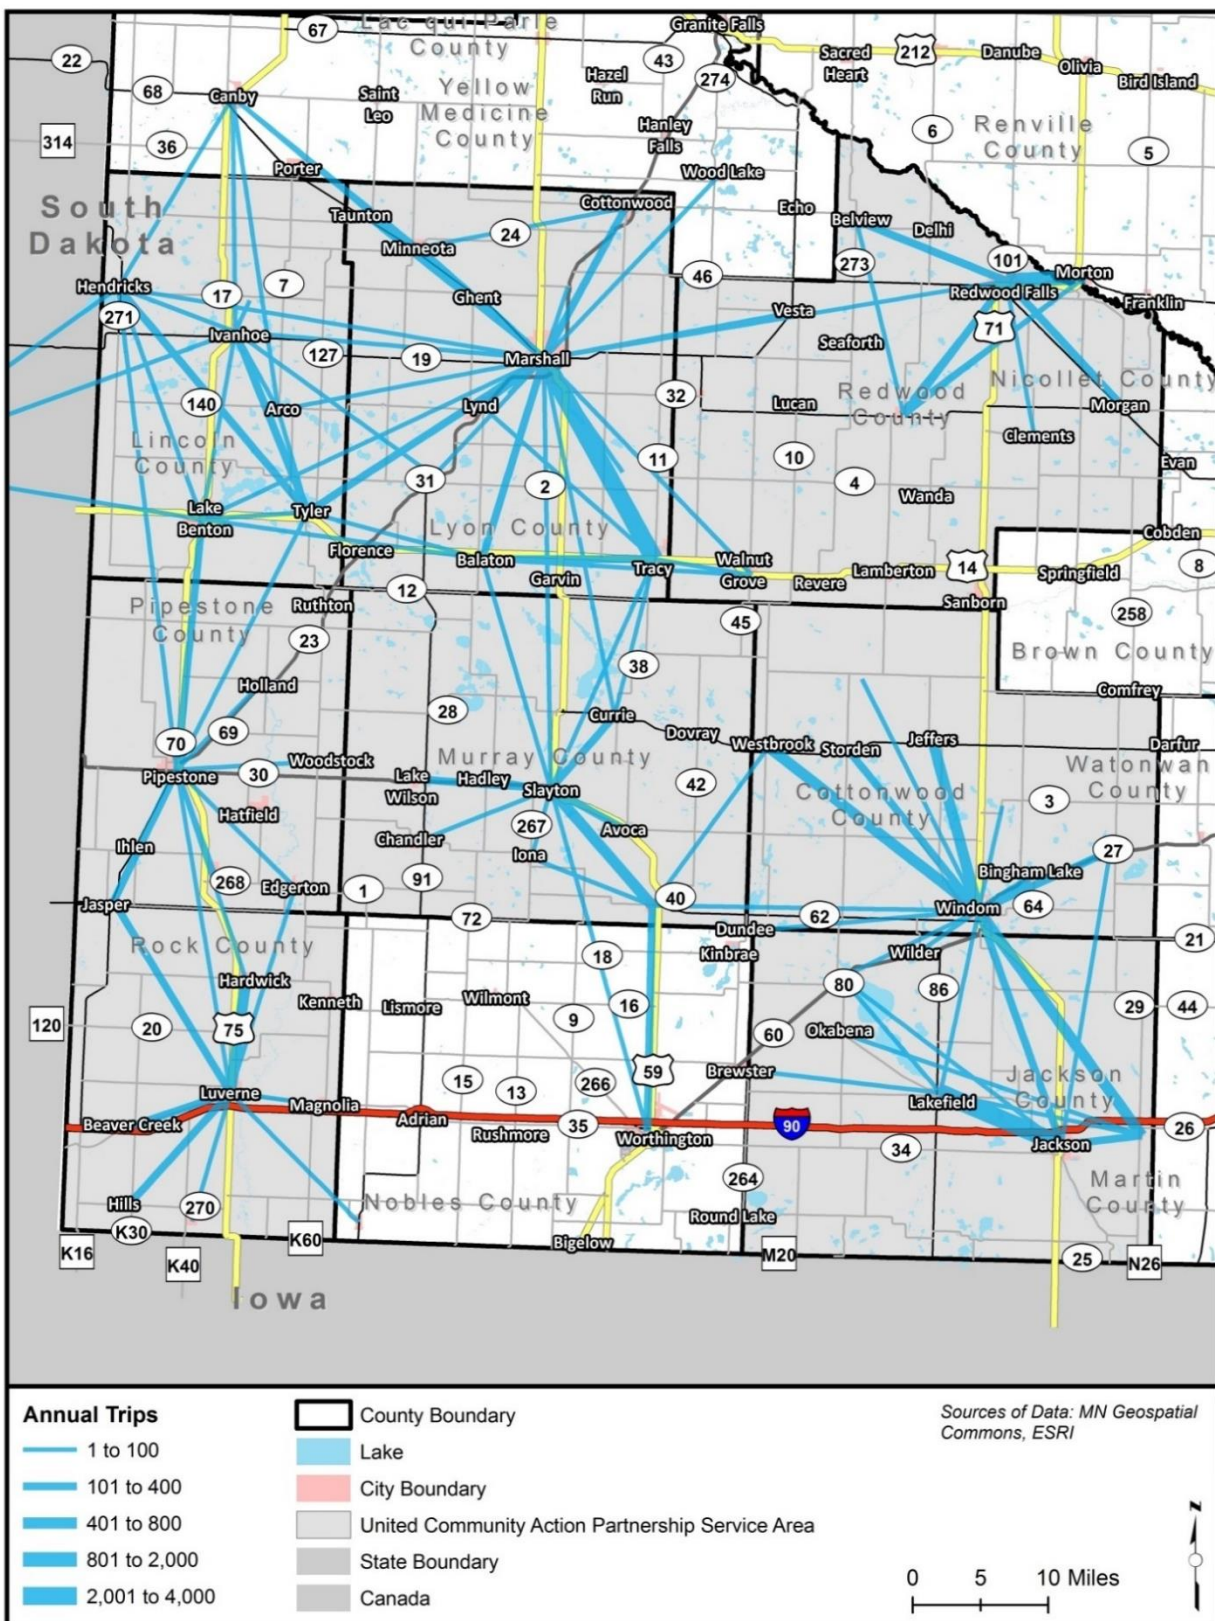 Lac qui Parle
County
Granite Falls
67
22
43
274
Sacred
Heart
212
Danube
Olivia
Bird Island
68
Canby
Saint
Leo
Hazel
Run
Yellow
Medicine
County
Hanley
Falls
6
Renville
County
5
314
36
Porter
Wood Lake
South
Dakota
Taunton
Cottonwood
Echo
Belview
Delhi
24
Minneota
273
101
Morton
Hendricks
17
7
Ghent
46
Redwood Falls
Franklin
271
Ivanhoe
Vesta
71
127
19
Marshall
Seaforth
Nicollet County
140
Arco
Lynd
32
Lucan
Redwood
County
Morgan
Lincoln
County
Clements
31
11
10
Evan
2
4
Wanda
Lake
Benton
Tyler
Lyon County
Cobden
Florence
Balaton
Walnut
Grove
Tracy
Garvin
Revere
Lamberton
14
Springfield
8
12
Sanborn
Pipestone
County
Ruthton
45
258
23
38
Brown County
Holland
Comfrey
28
Currie
70
69
Dovray
Westbrook
Storden
Jeffers
Darfur
Pipestone
30
Woodstock
Murray County
Lake
Wilson
Hadley
Slayton
42
Watonwan
County
Cottonwood
County
3
Hatfield
267
Avoca
Ihlen
Chandler
Iona
27
268
Edgerton
1
91
Bingham Lake
Jasper
40
Windom
64
72
62
Dundee
21
Rock County
Kinbrae
Wilder
18
Hardwick
80
86
Kenneth
Lismore
Wilmont
16
29
44
120
20
75
9
Okabena
60
59
Brewster
Luverne
15
13
266
Jackson
County
Magnolia
Lakefield
Beaver Creek
Adrian
Rushmore
35
Worthington
90
26
34
Jackson
264
Martin
County
Hills
270
Nobles County
Round Lake
K30
K60
K16
Bigelow
M20
25
N26
K40
Iowa
Annual Trips
1 to 100
101 to 400
401 to 800
801 to 2,000
2,001 to 4,000
County Boundary
Lake
City Boundary
United Community Action Partnership Service Area
State Boundary
Canada
Sources of Data: MN Geospatial
Commons, ESRI
N
0 5 10 Miles